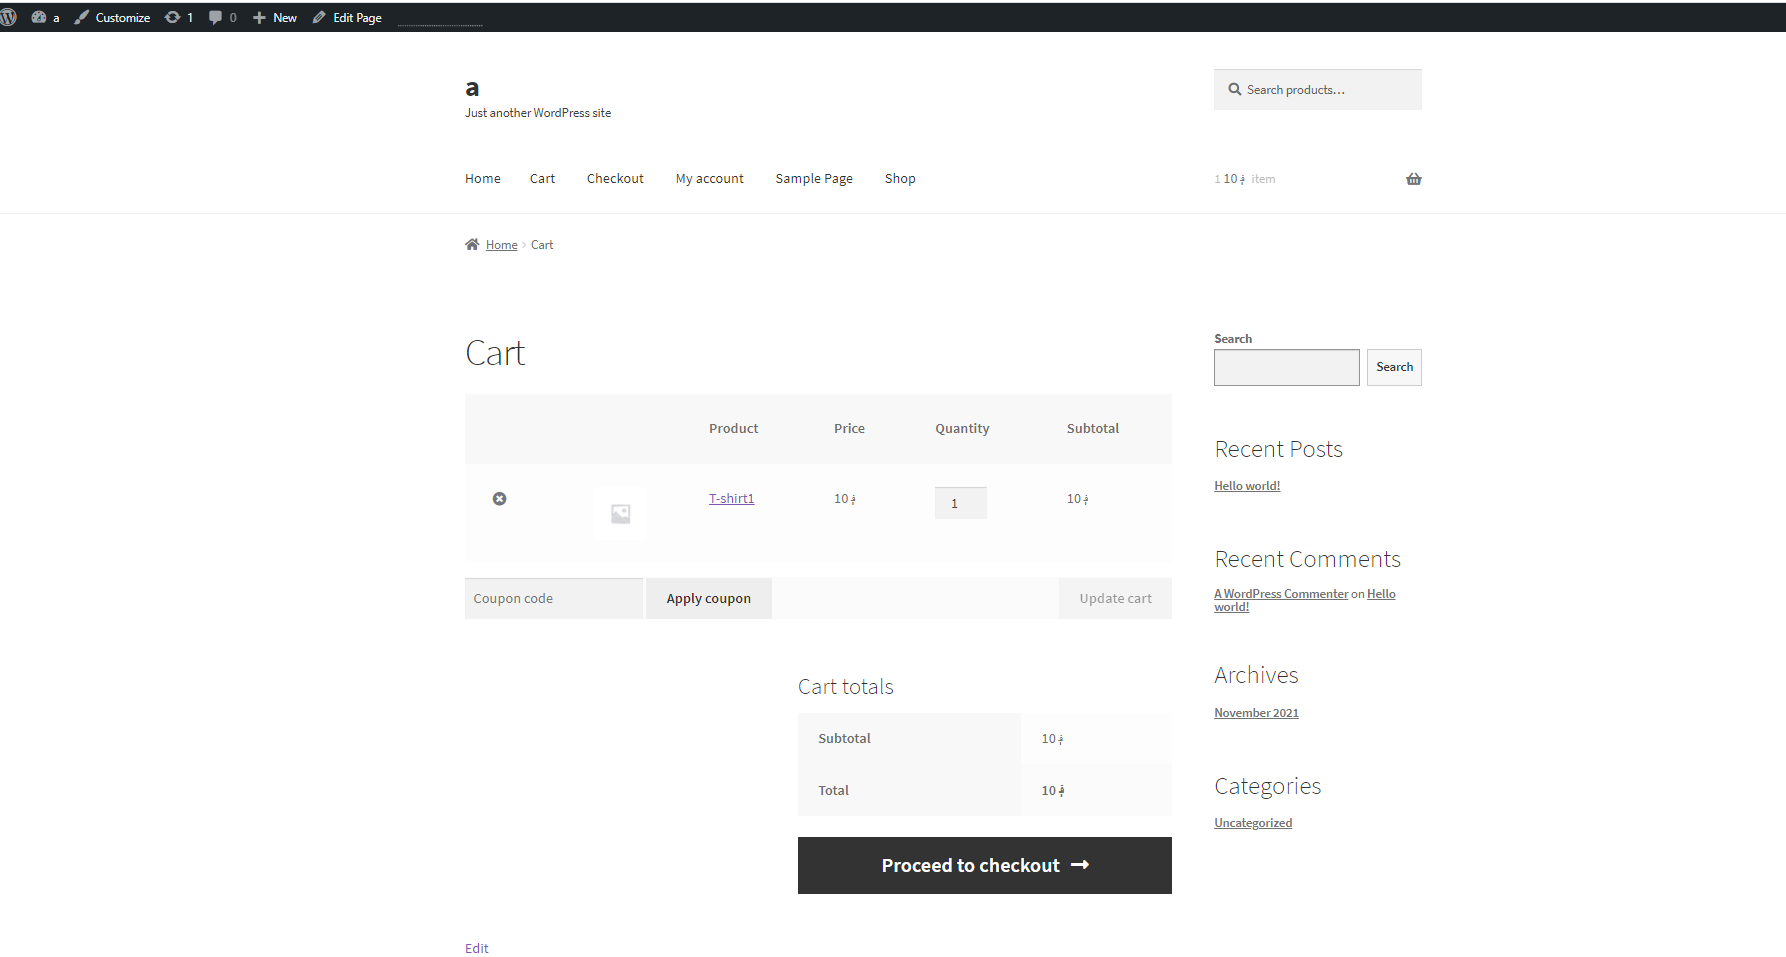 a Customize 1 0 New Edit Page
a
Just another WordPress site
Search products…
Home Cart Checkout My account Sample Page Shop
1 10 ؋ item
Home Cart
Cart
Product Price Quantity Subtotal
T-shirt1 10 ؋ 1 10 ؋
Coupon code Apply coupon Update cart
Cart totals
Subtotal 10 ؋
Total 10 ؋
Proceed to checkout →
Edit
Search
Search
Recent Posts
Hello world!
Recent Comments
A WordPress Commenter on Hello
world!
Archives
November 2021
Categories
Uncategorized